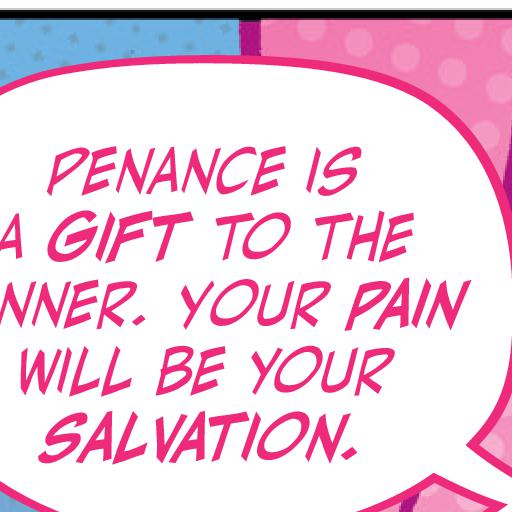 PENANCE IS
A GIFT TO THE
NNER. YOUR PAIN
WILL BE YOUR
SALVATION.